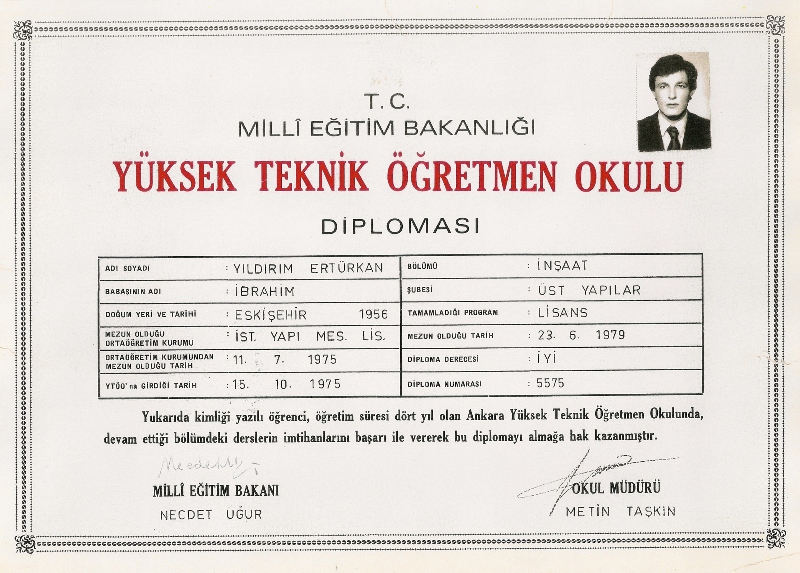 T.C.
MİLLÎ EĞİTİM BAKANLIĞI
YÜKSEK TEKNİK ÖĞRETMEN OKULU
DİPLOMASI
ADI SOYADI : YILDIRIM ERTÜRKAN
BABASININ ADI : İBRAHİM
DOĞUM YERİ VE TARİHİ : ESKİŞEHİR 1956
MEZUN OLDUĞU
ORTAÖĞRETİM KURUMU : İST. YAPI MES. LİS.
ORTAÖĞRETİM KURUMUNDAN
MEZUN OLDUĞU TARİH : 11. 7. 1975
YTÖO'na GİRDİĞİ TARİH : 15. 10. 1975
BÖLÜMÜ : İNŞAAT
ŞUBESİ : ÜST YAPILAR
TAMAMLADIĞI PROGRAM : LİSANS
MEZUN OLDUĞU TARİH : 23. 6. 1979
DİPLOMA DERECESİ : İYİ
DİPLOMA NUMARASI : 5575
Yukarıda kimliği yazılı öğrenci, öğretim süresi dört yıl olan Ankara Yüksek Teknik Öğretmen Okulunda,
devam ettiği bölümdeki derslerin imtihanlarını başarı ile vererek bu diplomayı almağa hak kazanmıştır.
MİLLÎ EĞİTİM BAKANI
NECDET UĞUR
OKUL MÜDÜRÜ
METİN TAŞKIN